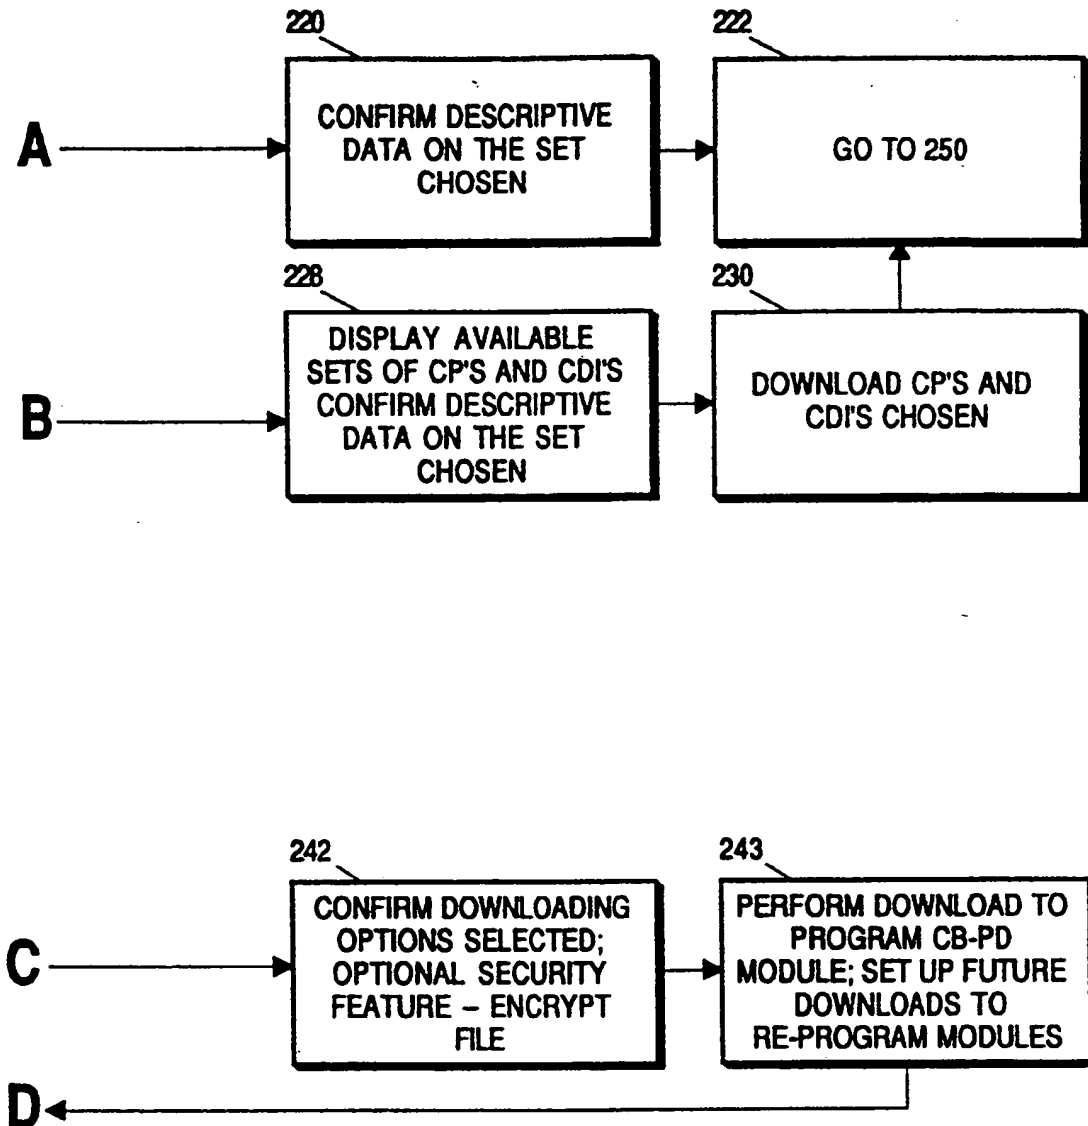 220
222
A
CONFIRM DESCRIPTIVE
DATA ON THE SET
CHOSEN
GO TO 250
228
230
B
DISPLAY AVAILABLE
SETS OF CP'S AND CDI'S
CONFIRM DESCRIPTIVE
DATA ON THE SET
CHOSEN
DOWNLOAD CP'S AND
CDI'S CHOSEN
242
243
C
CONFIRM DOWNLOADING
OPTIONS SELECTED;
OPTIONAL SECURITY
FEATURE – ENCRYPT
FILE
PERFORM DOWNLOAD TO
PROGRAM CB-PD
MODULE; SET UP FUTURE
DOWNLOADS TO
RE-PROGRAM MODULES
D